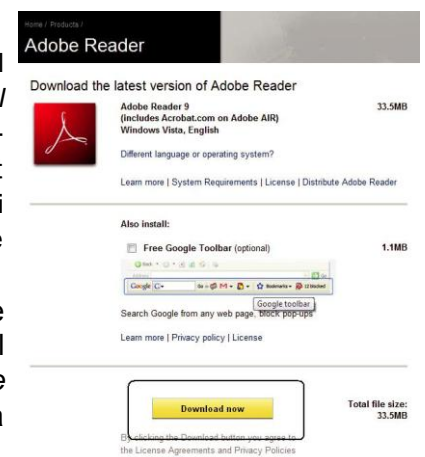 Home / Products /
Adobe Reader
Download the latest version of Adobe Reader
Adobe Reader 9 33.5MB
(includes Acrobat.com on Adobe AIR)
Windows Vista, English
Different language or operating system?
Learn more | System Requirements | License | Distribute Adobe Reader
Also install:
Free Google Toolbar (optional) 1.1MB
Google
Google toolbar
Search Google from any web page, block pop-ups
Learn more | Privacy policy | License
Download now
Total file size:
33.5MB
By clicking the Download button you agree to
the License Agreements and Privacy Policies